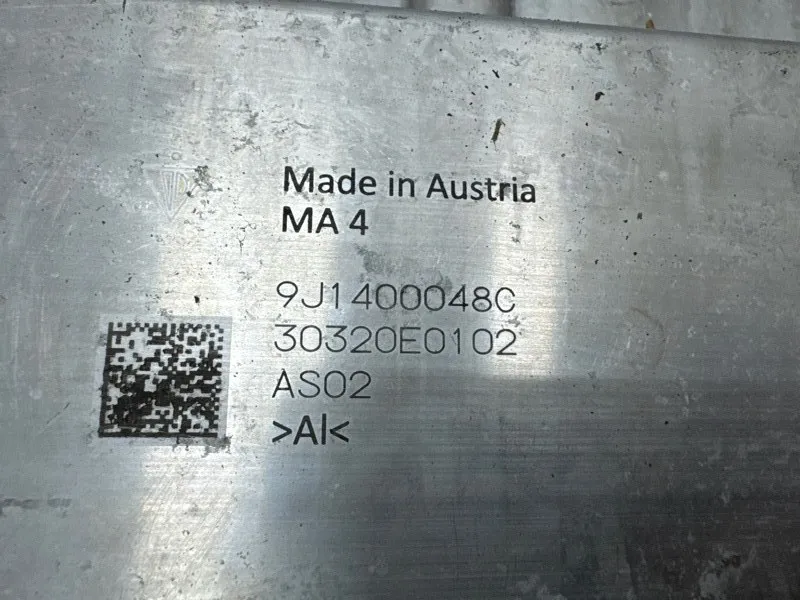 Made in Austria
MA 4
9J1400048C
30320E0102
AS02
>Al<